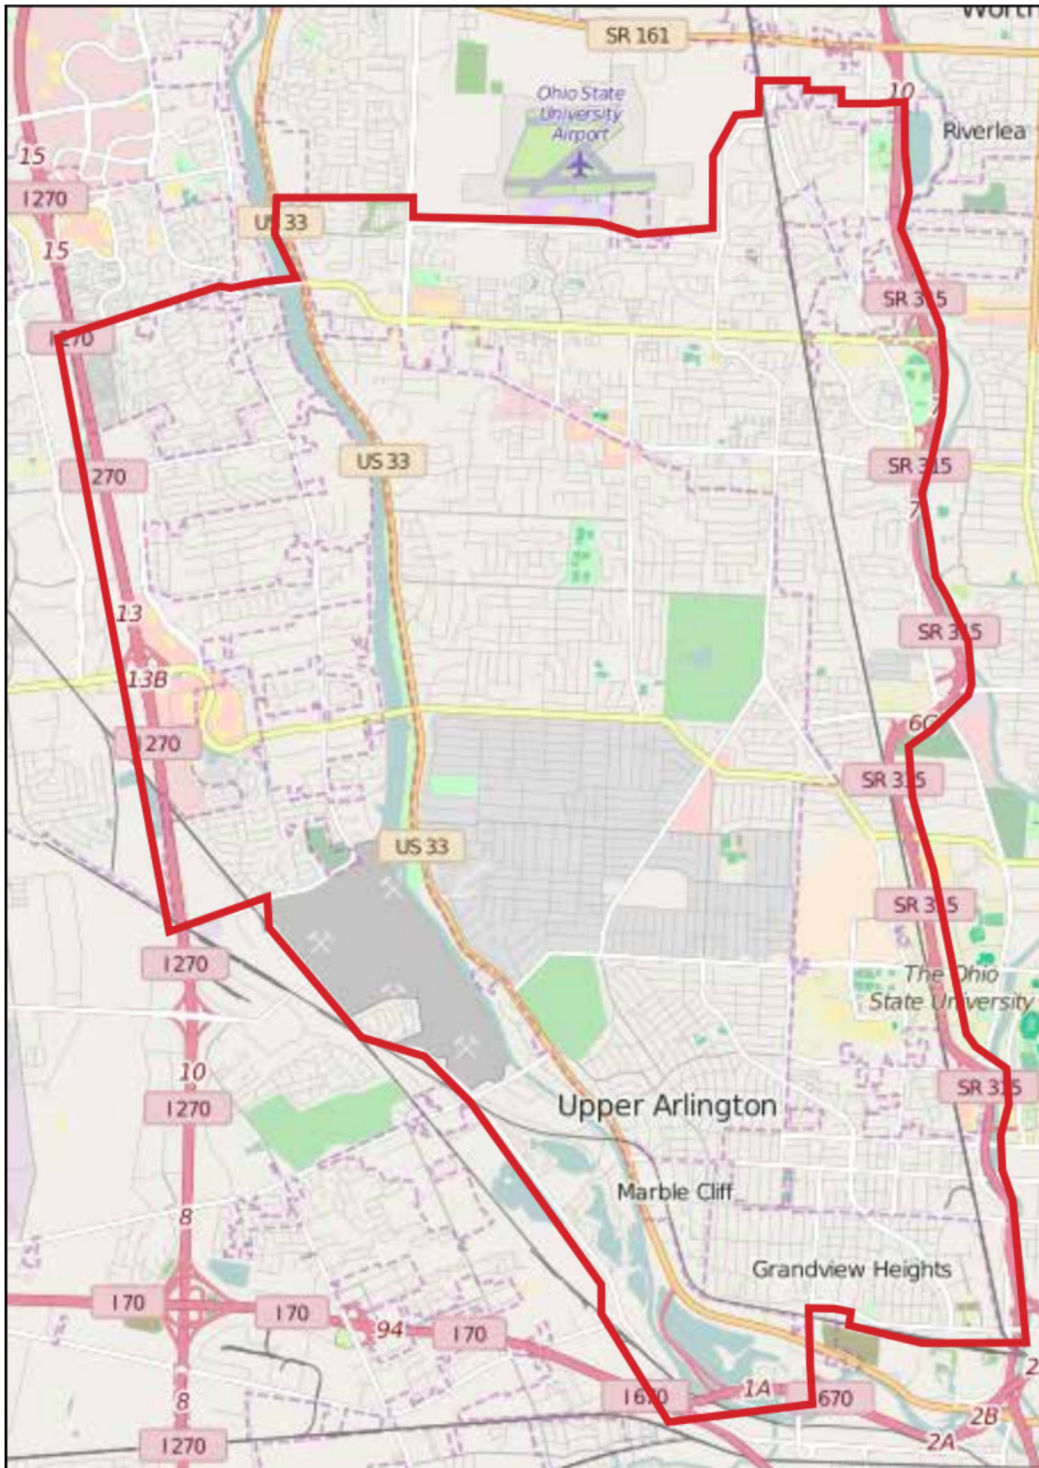 Worth
SR 161
Ohio State
University
Airport
10
Riverlea
15
I 270
15
US 33
SR 315
I 270
7
US 33
SR 315
270
7
13
SR 315
13B
6C
I 270
SR 315
US 33
SR 315
I 270
The Ohio
State University
10
SR 315
I 270
Upper Arlington
Marble Cliff
8
Grandview Heights
I 70
I 70
94
I 70
2
1A
I 670
670
8
2B
2A
I 270